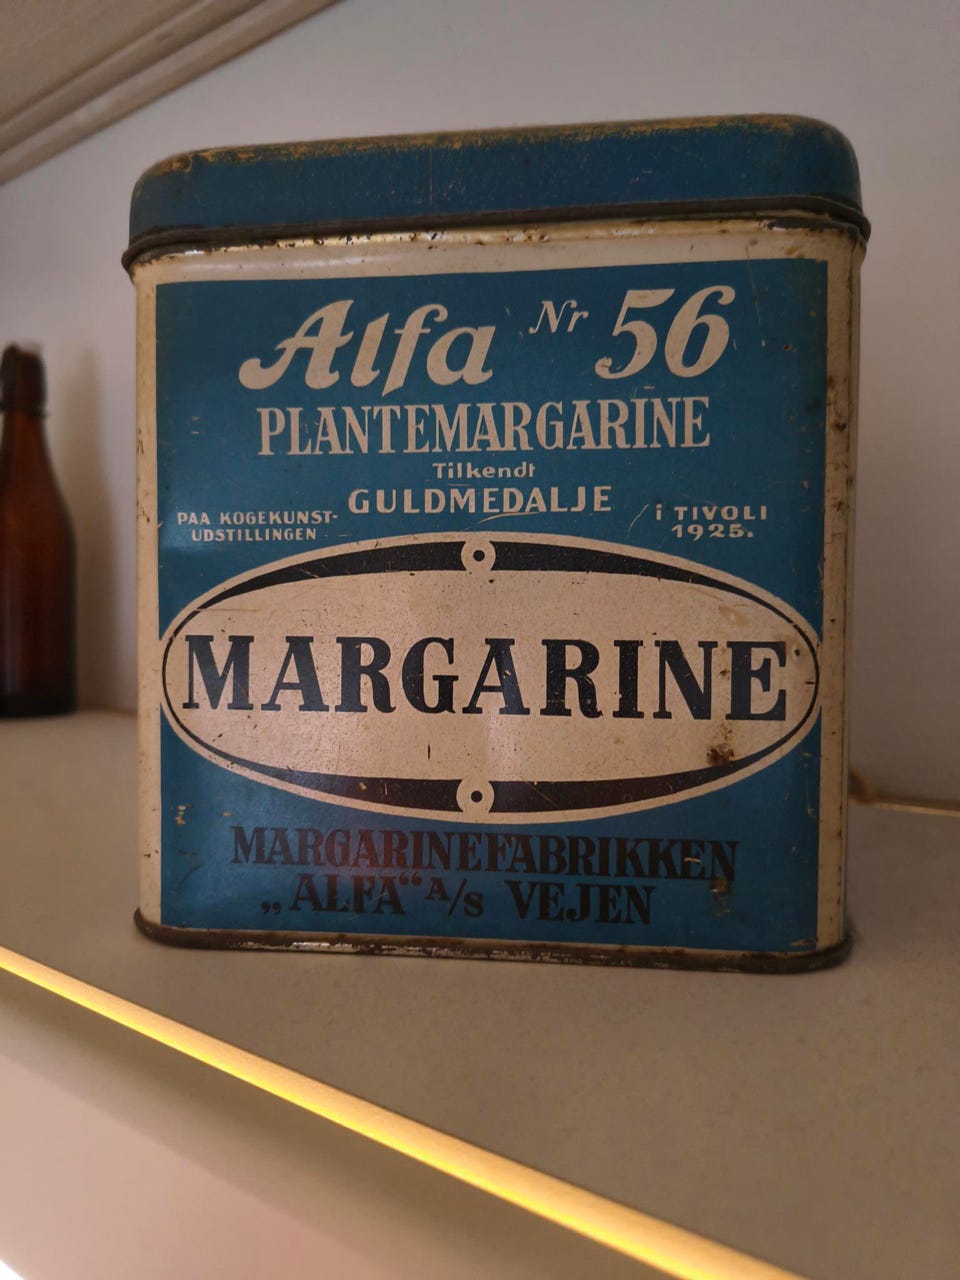 Alfa Nr 56
PLANTEMARGARINE
Tilkendt
GULDMEDALJE
PAA KOGEKUNST-
UDSTILLINGEN
i TIVOLI
1925.
MARGARINE
MARGARINEFABRIKKEN
„ALFA“ A/S VEJEN